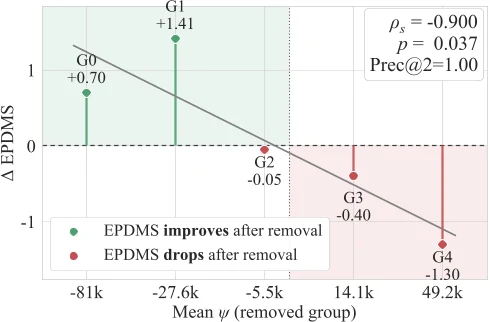 G1
+1.41
ρs = -0.900
p = 0.037
Prec@2=1.00
G0
+0.70
1
0
-1
Δ EPDMS
G2
-0.05
G3
-0.40
G4
-1.30
EPDMS improves after removal
EPDMS drops after removal
-81k
-27.6k
-5.5k
14.1k
49.2k
Mean ψ (removed group)